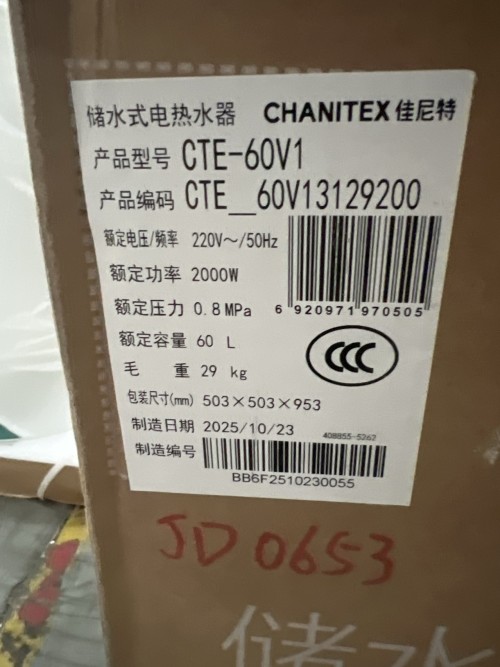 储水式电热水器 CHANITEX 佳尼特
产品型号 CTE-60V1
产品编码 CTE__60V13129200
额定电压/频率 220V～/50Hz
额定功率 2000W
额定压力 0.8MPa
6 920971 970505
额定容量 60 L
CCC
毛 重 29 kg
包装尺寸(mm) 503×503×953
制造日期 2025/10/23
408855-5262
制造编号
BB6F2510230055
JD0653
储水